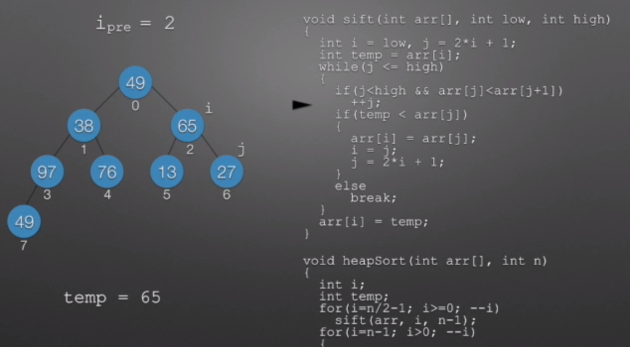 i_pre = 2
49
0
i
38
65
1
2
j
97
76
13
27
3
4
5
6
49
7
temp = 65
void sift(int arr[], int low, int high)
{
int i = low, j = 2*i + 1;
int temp = arr[i];
while(j <= high)
{
if(j<high && arr[j]<arr[j+1])
++j;
if(temp < arr[j])
{
arr[i] = arr[j];
i = j;
j = 2*i + 1;
}
else
break;
}
arr[i] = temp;
}
void heapSort(int arr[], int n)
{
int i;
int temp;
for(i=n/2-1; i>=0; --i)
sift(arr, i, n-1);
for(i=n-1; i>0; --i)
{